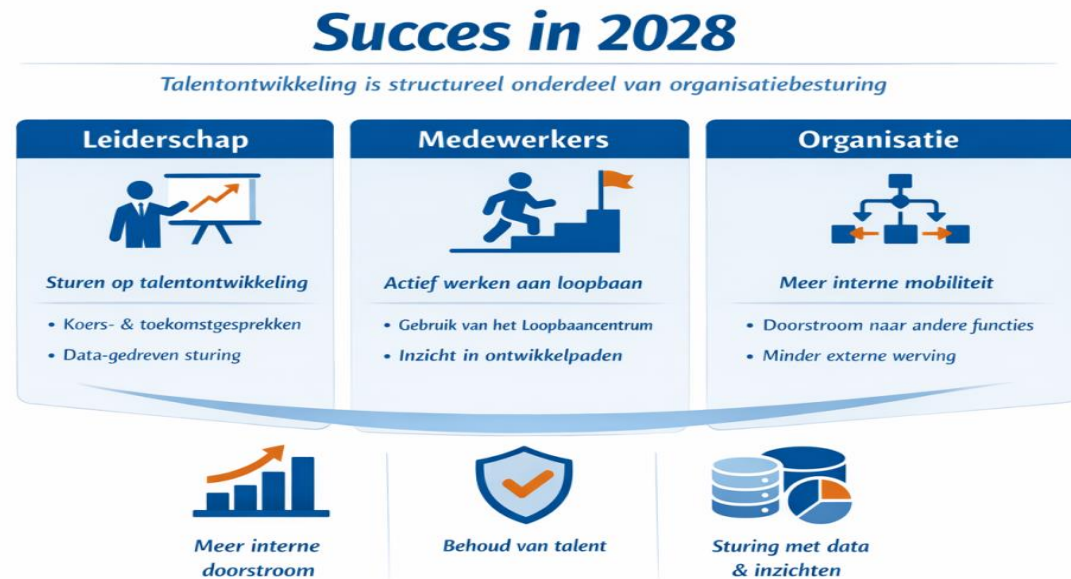 Succes in 2028
Talentontwikkeling is structureel onderdeel van organisatiebesturing
Leiderschap
Sturen op talentontwikkeling
• Koers- & toekomstgesprekken
• Data-gedreven sturing
Medewerkers
Actief werken aan loopbaan
• Gebruik van het Loopbaancentrum
• Inzicht in ontwikkelpaden
Organisatie
Meer interne mobiliteit
• Doorstroom naar andere functies
• Minder externe werving
Meer interne
doorstroom
Behoud van talent
Sturing met data
& inzichten